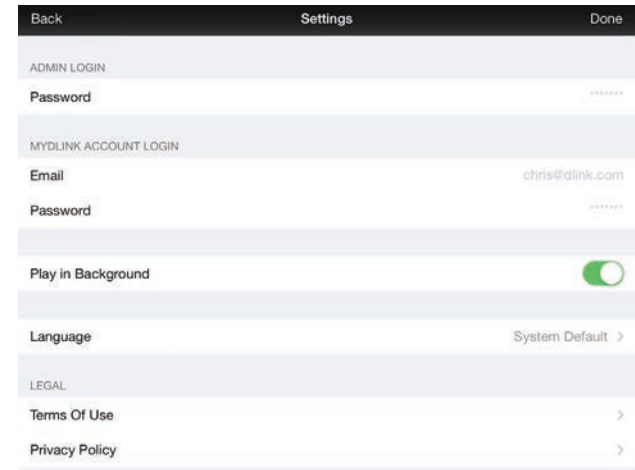 Back Settings Done
ADMIN LOGIN
Password *******
MYDLINK ACCOUNT LOGIN
Email chris@dlink.com
Password *******
Play in Background
Language System Default >
LEGAL
Terms Of Use >
Privacy Policy >